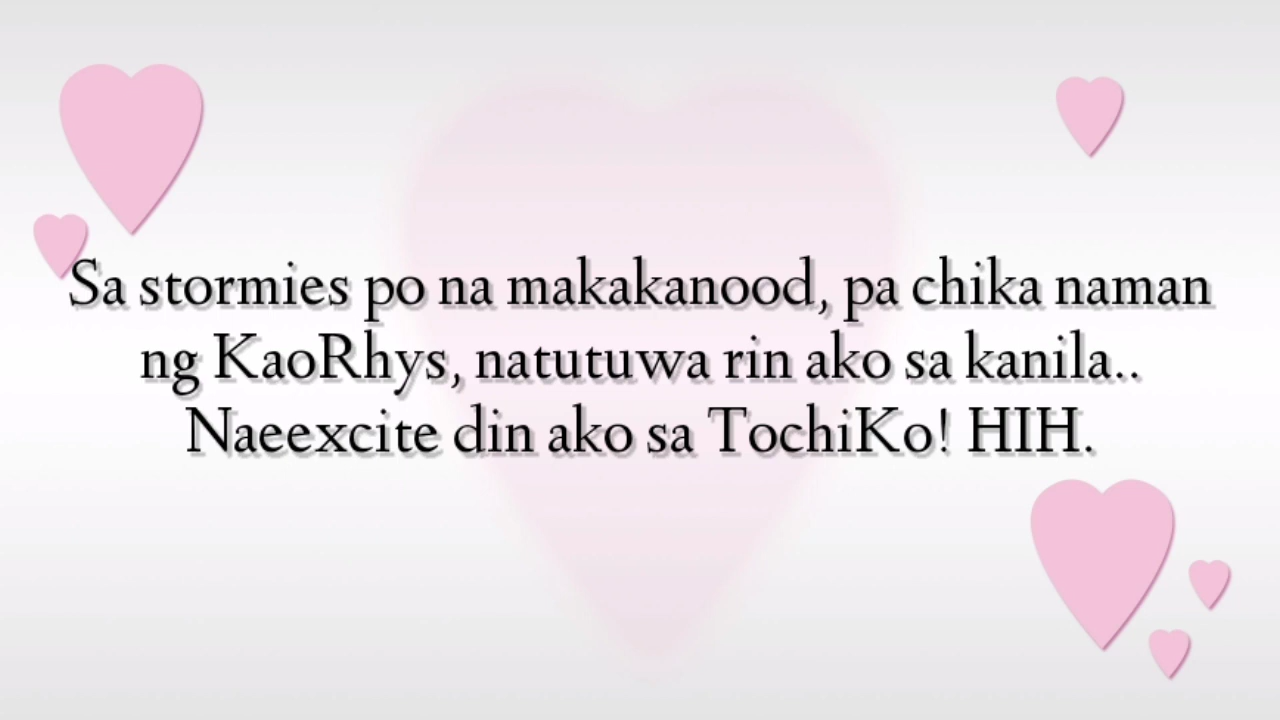 Sa stormies po na makakanood, pa chika naman
ng KaoRhys, natutuwa rin ako sa kanila..
Naeexcite din ako sa TochiKo! HIH.